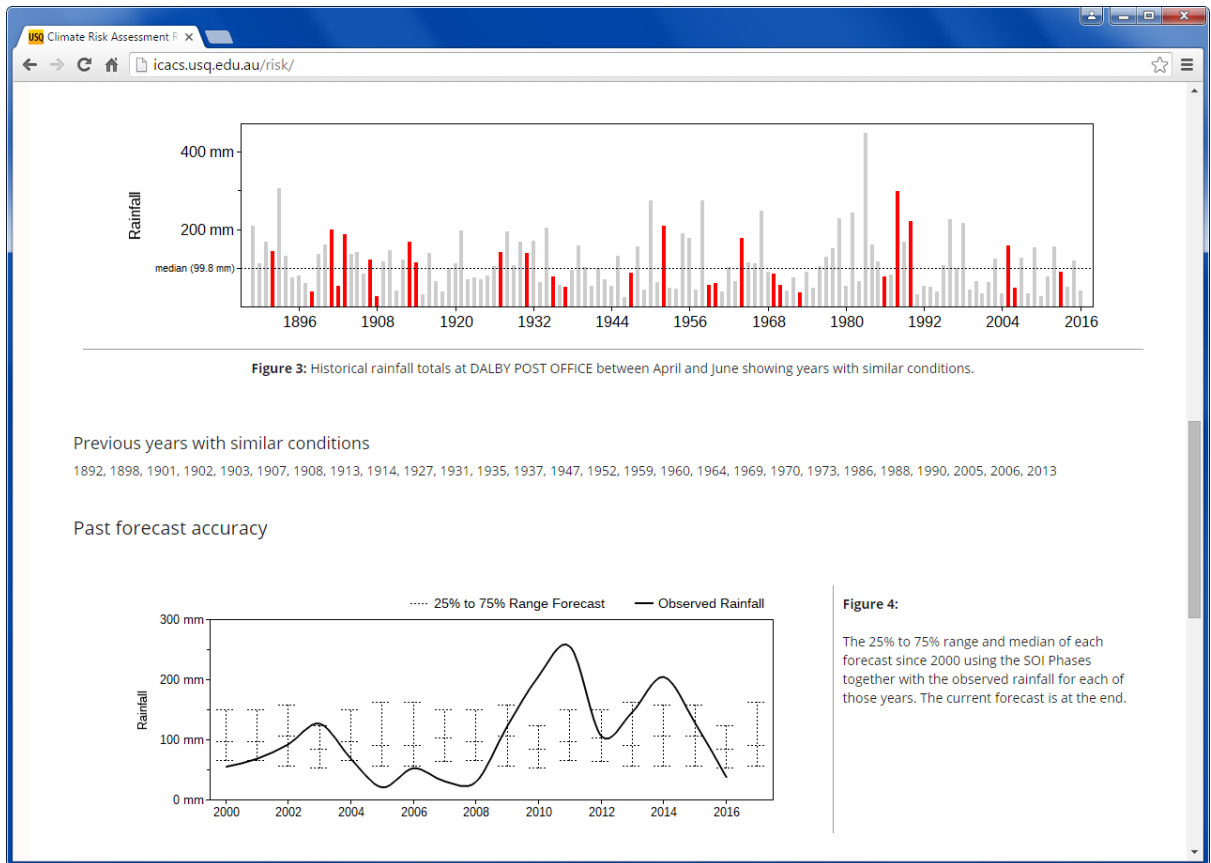 USQ Climate Risk Assessment R
icacs.usq.edu.au/risk/
400 mm
200 mm
median (99.8 mm)
Rainfall
1896 1908 1920 1932 1944 1956 1968 1980 1992 2004 2016
Figure 3: Historical rainfall totals at DALBY POST OFFICE between April and June showing years with similar conditions.
Previous years with similar conditions
1892, 1898, 1901, 1902, 1903, 1907, 1908, 1913, 1914, 1927, 1931, 1935, 1937, 1947, 1952, 1959, 1960, 1964, 1969, 1970, 1973, 1986, 1988, 1990, 2005, 2006, 2013
Past forecast accuracy
25% to 75% Range Forecast Observed Rainfall
300 mm
200 mm
100 mm
0 mm
Rainfall
2000 2002 2004 2006 2008 2010 2012 2014 2016
Figure 4:
The 25% to 75% range and median of each
forecast since 2000 using the SOI Phases
together with the observed rainfall for each of
those years. The current forecast is at the end.